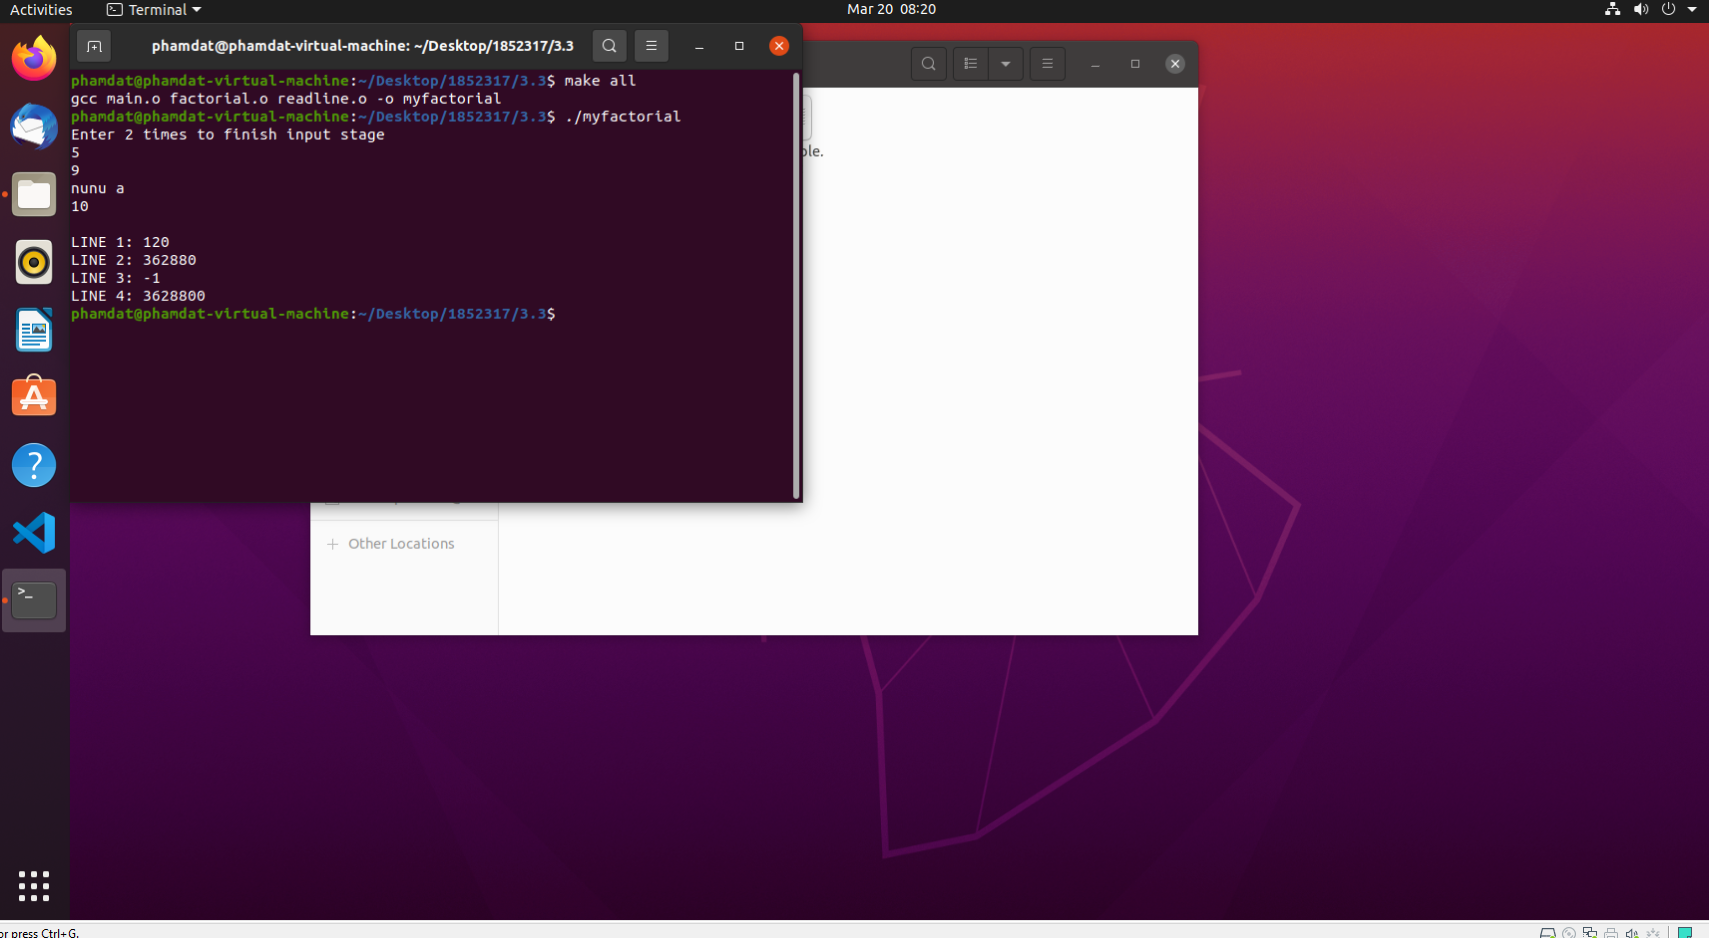 Activities
Terminal
Mar 20 08:20
phamdat@phamdat-virtual-machine: ~/Desktop/1852317/3.3
phamdat@phamdat-virtual-machine:~/Desktop/1852317/3.3$ make all
gcc main.o factorial.o readline.o -o myfactorial
phamdat@phamdat-virtual-machine:~/Desktop/1852317/3.3$ ./myfactorial
Enter 2 times to finish input stage
5
9
nunu a
10
LINE 1: 120
LINE 2: 362880
LINE 3: -1
LINE 4: 3628800
phamdat@phamdat-virtual-machine:~/Desktop/1852317/3.3$
Other Locations
or press Ctrl+G.